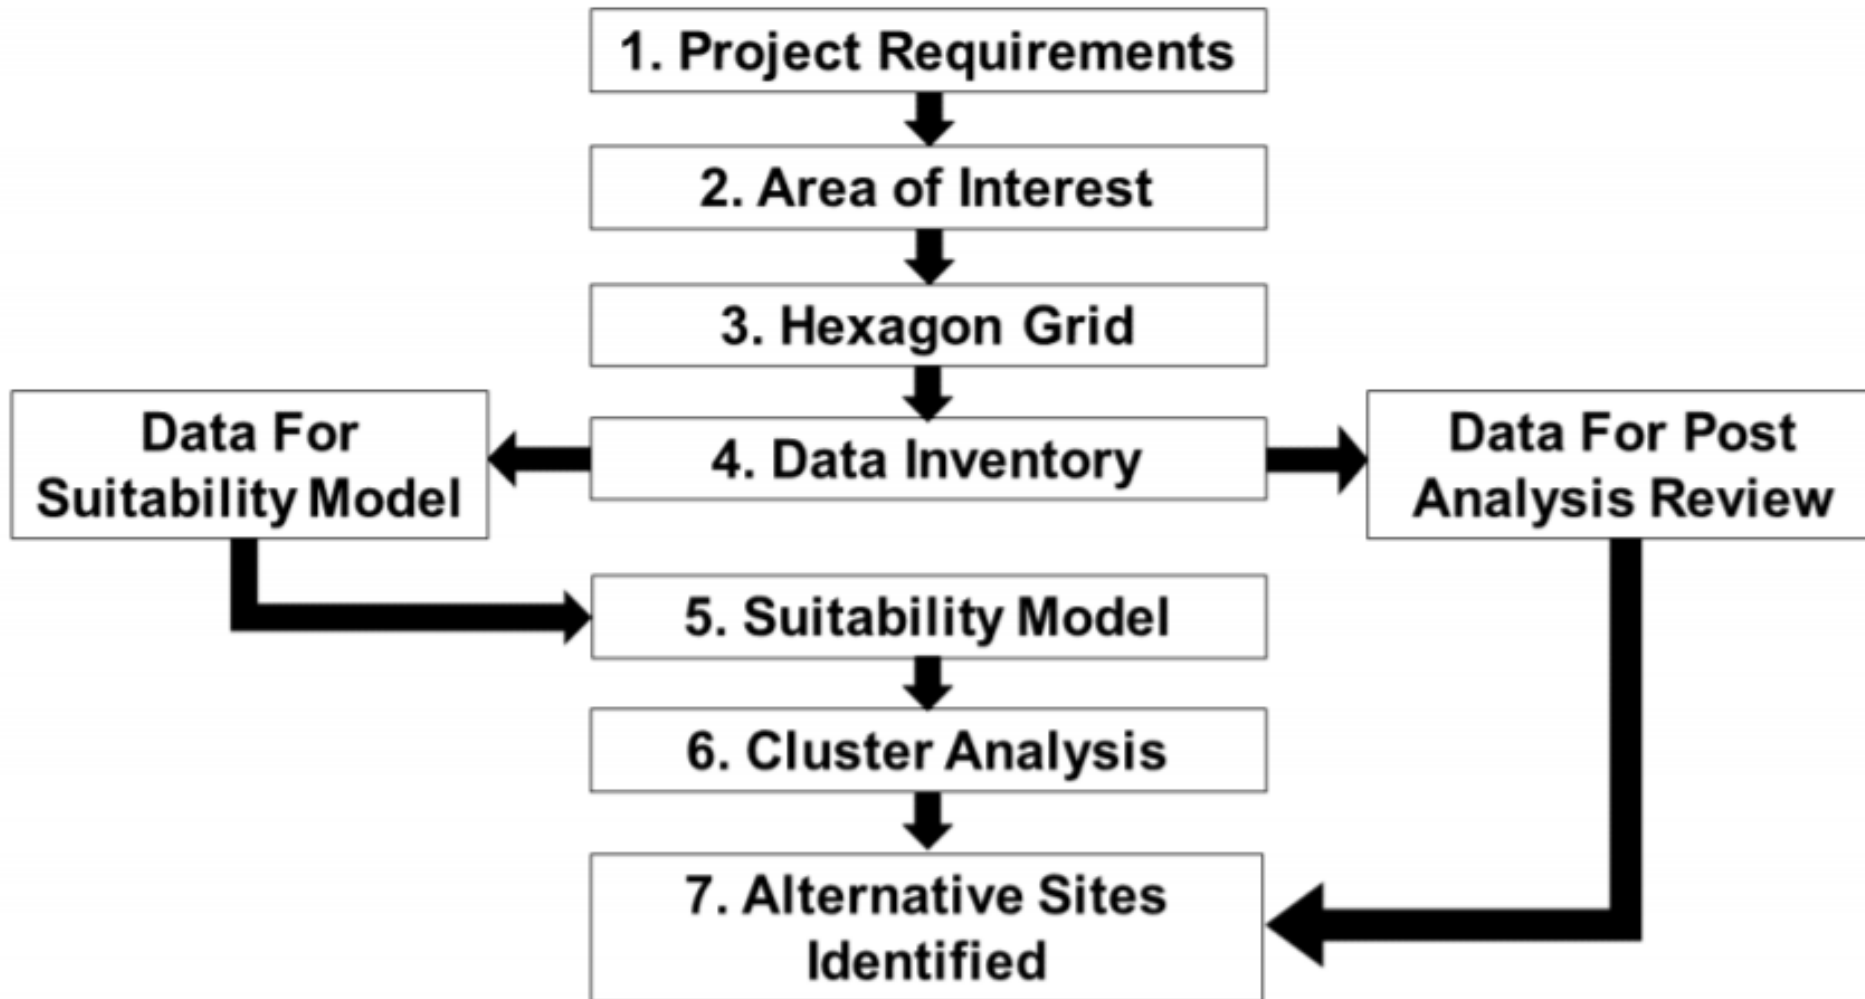 1. Project Requirements
2. Area of Interest
3. Hexagon Grid
Data For
Suitability Model
4. Data Inventory
Data For Post
Analysis Review
5. Suitability Model
6. Cluster Analysis
7. Alternative Sites
Identified